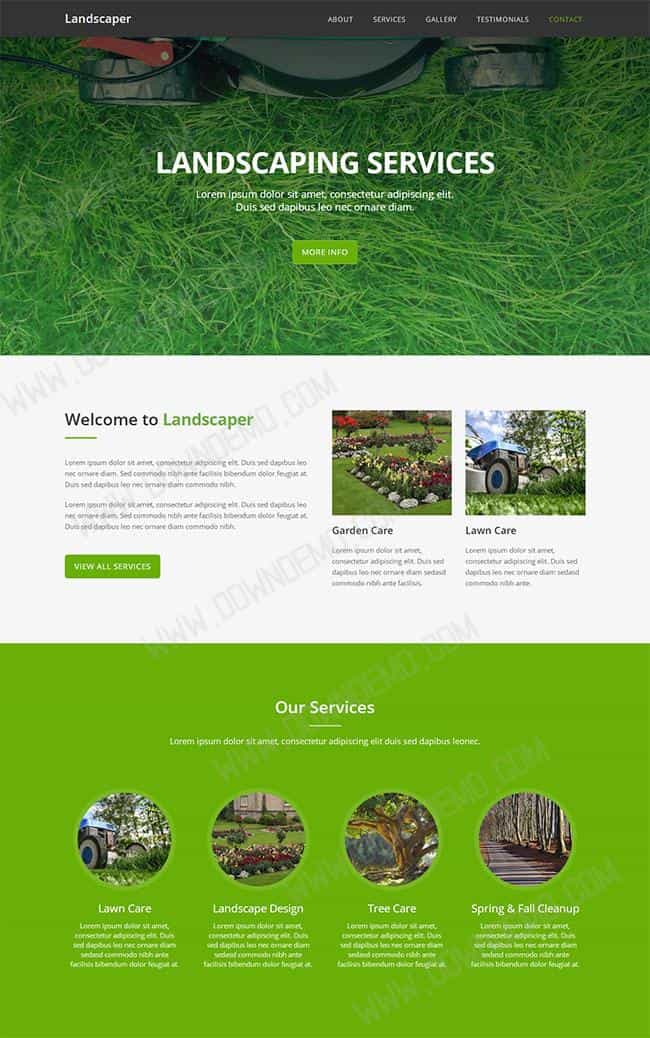 Landscaper
ABOUT SERVICES GALLERY TESTIMONIALS CONTACT
LANDSCAPING SERVICES
Lorem ipsum dolor sit amet, consectetur adipiscing elit.
Duis sed dapibus leo nec ornare diam.
MORE INFO
Welcome to Landscaper
Lorem ipsum dolor sit amet, consectetur adipiscing elit. Duis sed dapibus leo
nec ornare diam. Sed commodo nibh ante facilisis bibendum dolor feugiat at.
Duis sed dapibus leo nec ornare diam commodo nibh.
Lorem ipsum dolor sit amet, consectetur adipiscing elit. Duis sed dapibus leo
nec ornare diam. Sed commodo nibh ante facilisis bibendum dolor feugiat at.
Duis sed dapibus leo nec ornare.
VIEW ALL SERVICES
Garden Care
Lorem ipsum dolor sit amet,
consectetur adipiscing elit. Duis sed
dapibus leo nec ornare diam sedasd
commodo nibh ante facilisis.
Lawn Care
Lorem ipsum dolor sit amet,
consectetur adipiscing elit. Duis sed
dapibus leo nec ornare diam sedasd
commodo nibh ante.
Our Services
Lorem ipsum dolor sit amet, consectetur adipiscing elit duis sed dapibus leonec.
Lawn Care
Lorem ipsum dolor sit amet,
consectetur adipiscing elit. Duis
sed dapibus leo nec ornare diam
sedasd commodo nibh ante
facilisis bibendum dolor feugiat at.
Landscape Design
Lorem ipsum dolor sit amet,
consectetur adipiscing elit. Duis
sed dapibus leo nec ornare diam
sedasd commodo nibh ante
facilisis bibendum dolor feugiat at.
Tree Care
Lorem ipsum dolor sit amet,
consectetur adipiscing elit. Duis
sed dapibus leo nec ornare diam
sedasd commodo nibh ante
facilisis bibendum dolor feugiat at.
Spring & Fall Cleanup
Lorem ipsum dolor sit amet,
consectetur adipiscing elit. Duis
sed dapibus leo nec ornare diam
sedasd commodo nibh ante
facilisis bibendum dolor feugiat at.
WWW.DOWNDEMO.COM
WWW.DOWNDEMO.COM
WWW.DOWNDEMO.COM
WWW.DOWNDEMO.COM
WWW.DOWNDEMO.COM